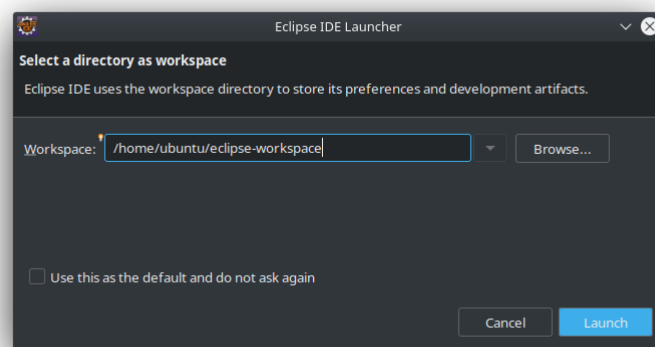 Eclipse IDE Launcher
Select a directory as workspace
Eclipse IDE uses the workspace directory to store its preferences and development artifacts.
Workspace: /home/ubuntu/eclipse-workspace Browse...
Use this as the default and do not ask again
Cancel Launch